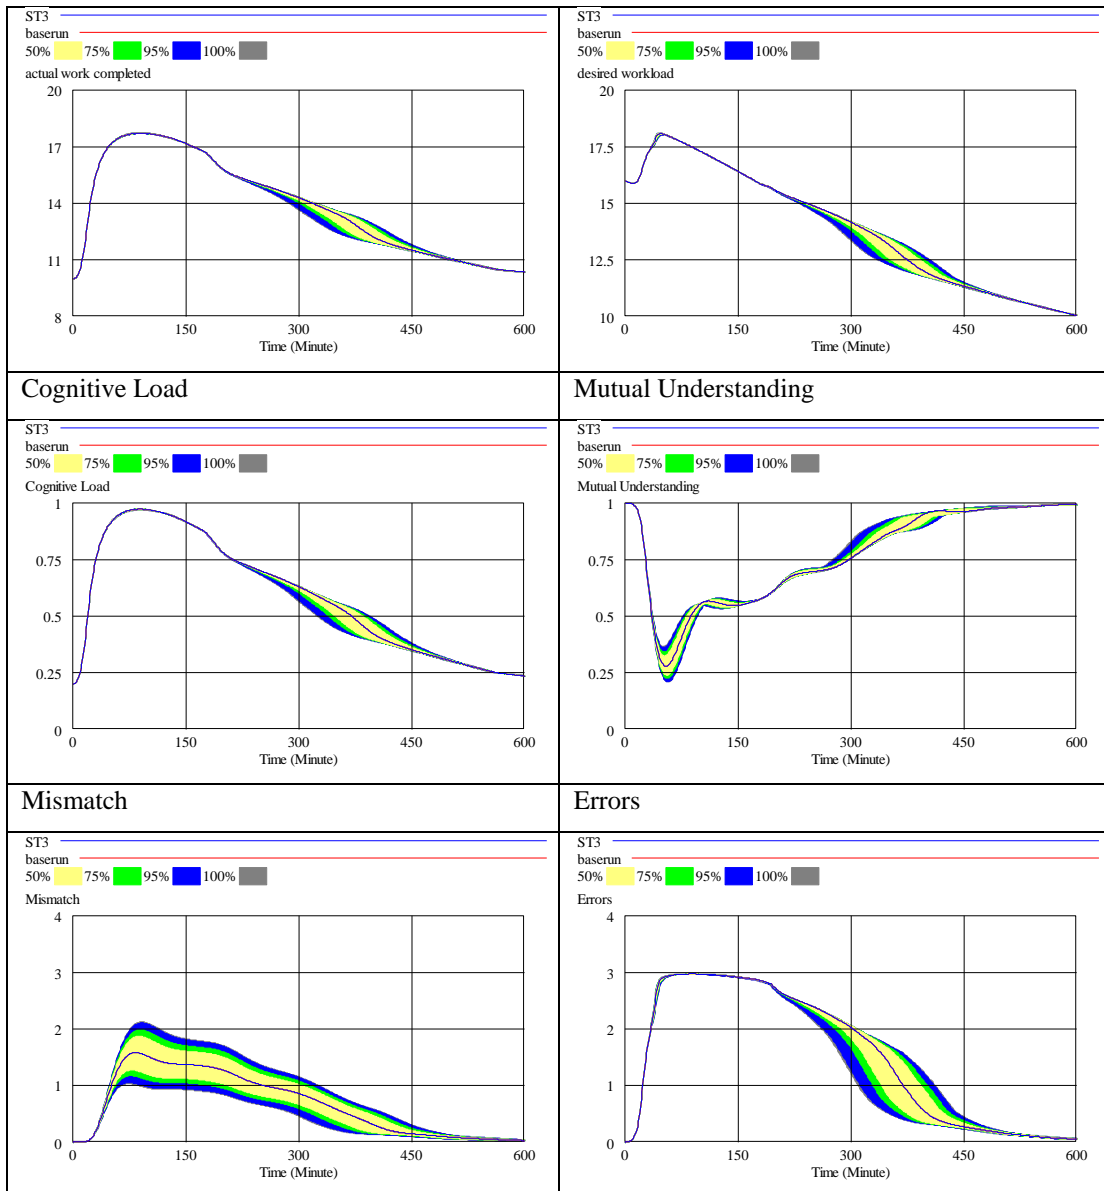 ST3
baserun
50% 75% 95% 100%
actual work completed
20
17
14
11
8
0 150 300 450 600
Time (Minute)
ST3
baserun
50% 75% 95% 100%
desired workload
20
17.5
15
12.5
10
0 150 300 450 600
Time (Minute)
Cognitive Load
Mutual Understanding
ST3
baserun
50% 75% 95% 100%
Cognitive Load
1
0.75
0.5
0.25
0
0 150 300 450 600
Time (Minute)
ST3
baserun
50% 75% 95% 100%
Mutual Understanding
1
0.75
0.5
0.25
0
0 150 300 450 600
Time (Minute)
Mismatch
Errors
ST3
baserun
50% 75% 95% 100%
Mismatch
4
3
2
1
0
0 150 300 450 600
Time (Minute)
ST3
baserun
50% 75% 95% 100%
Errors
4
3
2
1
0
0 150 300 450 600
Time (Minute)